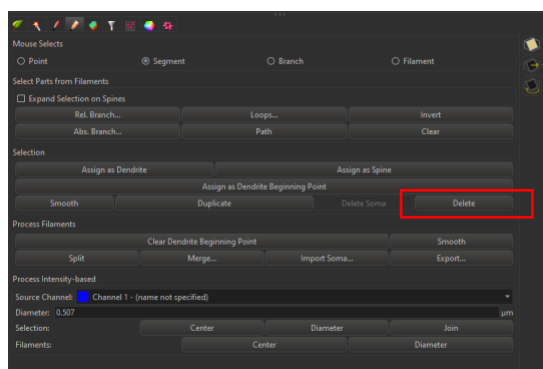 Mouse Selects
Point Segment Branch Filament
Select Parts from Filaments
Expand Selection on Spines
Rel. Branch... Loops... Invert
Abs. Branch... Path Clear
Selection
Assign as Dendrite Assign as Spine
Assign as Dendrite Beginning Point
Smooth Duplicate Delete Soma Delete
Process Filaments
Clear Dendrite Beginning Point Smooth
Split Merge... Import Soma... Export...
Process Intensity-based
Source Channel: Channel 1 - (name not specified)
Diameter: 0.507 μm
Selection: Center Diameter Join
Filaments: Center Diameter